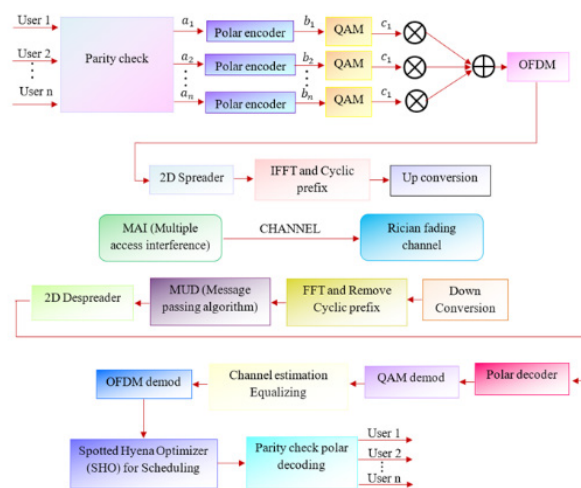 User 1
User 2
⋮
User n
Parity check
a1
a2
⋮
an
Polar encoder
Polar encoder
Polar encoder
b1
b2
⋮
bn
QAM
QAM
QAM
c1
c1
c1
OFDM
2D Spreader
IFFT and Cyclic
prefix
Up conversion
MAI (Multiple
access interference)
CHANNEL
Rician fading
channel
2D Despreader
MUD (Message
passing algorithm)
FFT and Remove
Cyclic prefix
Down
Conversion
OFDM demod
Channel estimation
Equalizing
QAM demod
Polar decoder
Spotted Hyena Optimizer
(SHO) for Scheduling
Parity check polar
decoding
User 1
User 2
⋮
User n